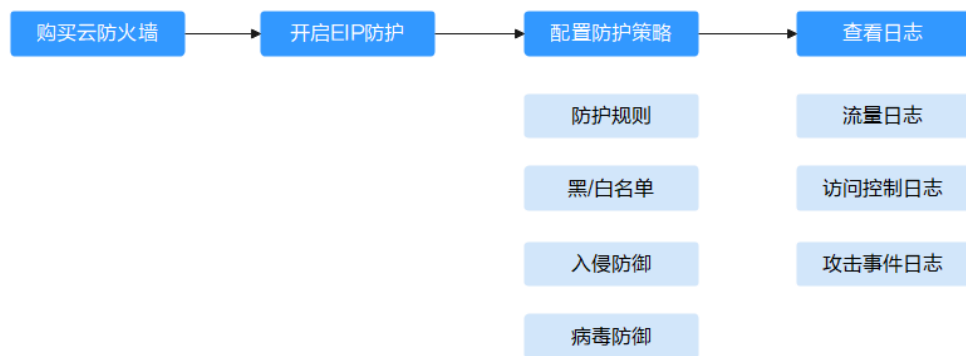 购买云防火墙
开启EIP防护
配置防护策略
查看日志
防护规则
流量日志
黑/白名单
访问控制日志
入侵防御
攻击事件日志
病毒防御